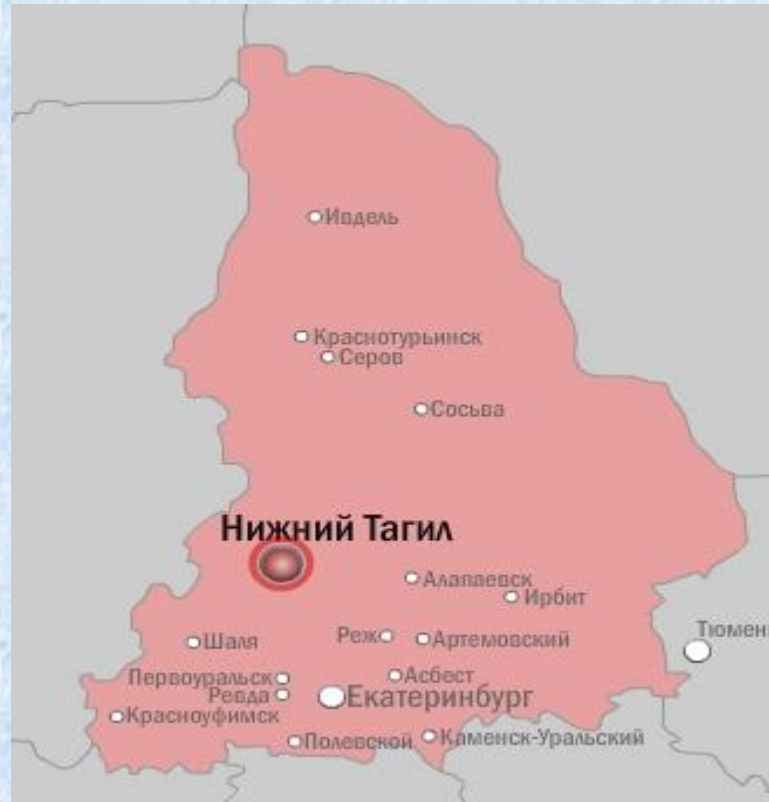 Ивдель
Краснотурьинск
Серов
Сосьва
Нижний Тагил
Алапаевск
Ирбит
Реж
Артемовский
Шаля
Тюмен
Первоуральск
Асбест
Ревда
Екатеринбург
Красноуфимск
Полевской
Каменск-Уральский